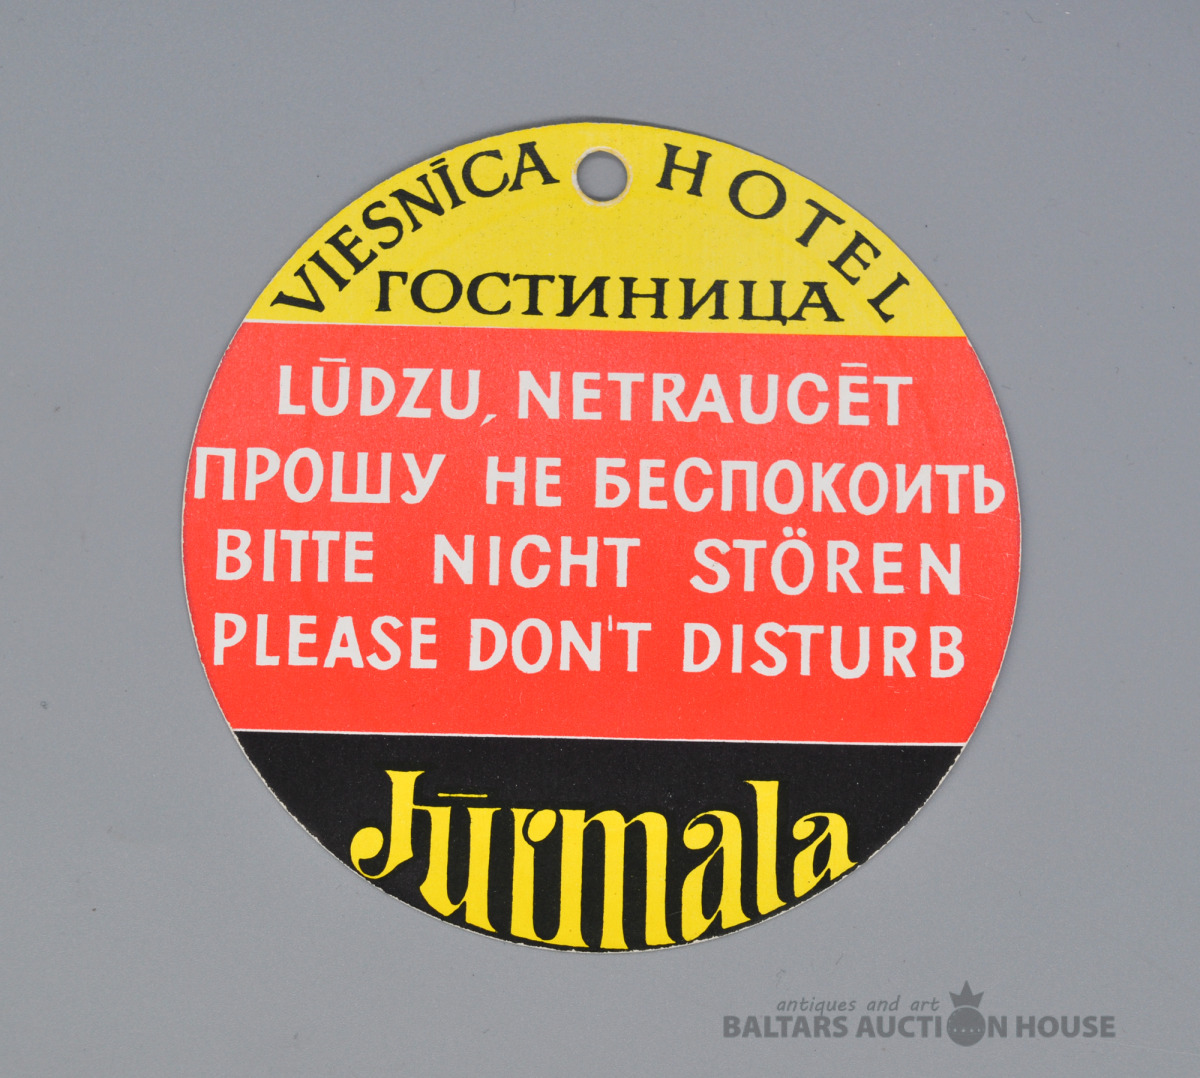 VIESNĪCA HOTEL
ГОСТИНИЦА
LŪDZU, NETRAUCĒT
ПРОШУ НЕ БЕСПОКОИТЬ
BITTE NICHT STÖREN
PLEASE DON'T DISTURB
Jūrmala
antiques and art
BALTARS AUCTION HOUSE